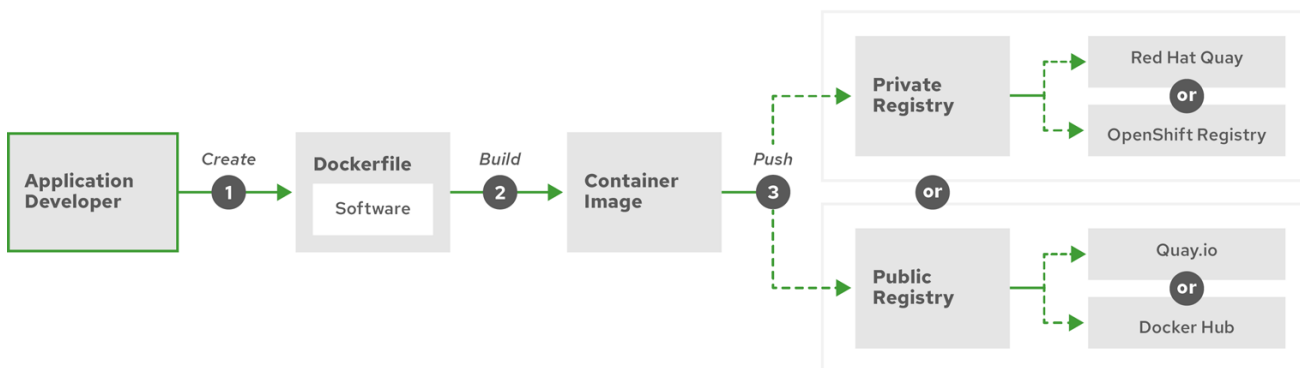 Application
Developer
Create
1
Dockerfile
Software
Build
2
Container
Image
Push
3
Private
Registry
Red Hat Quay
or
OpenShift Registry
or
Public
Registry
Quay.io
or
Docker Hub